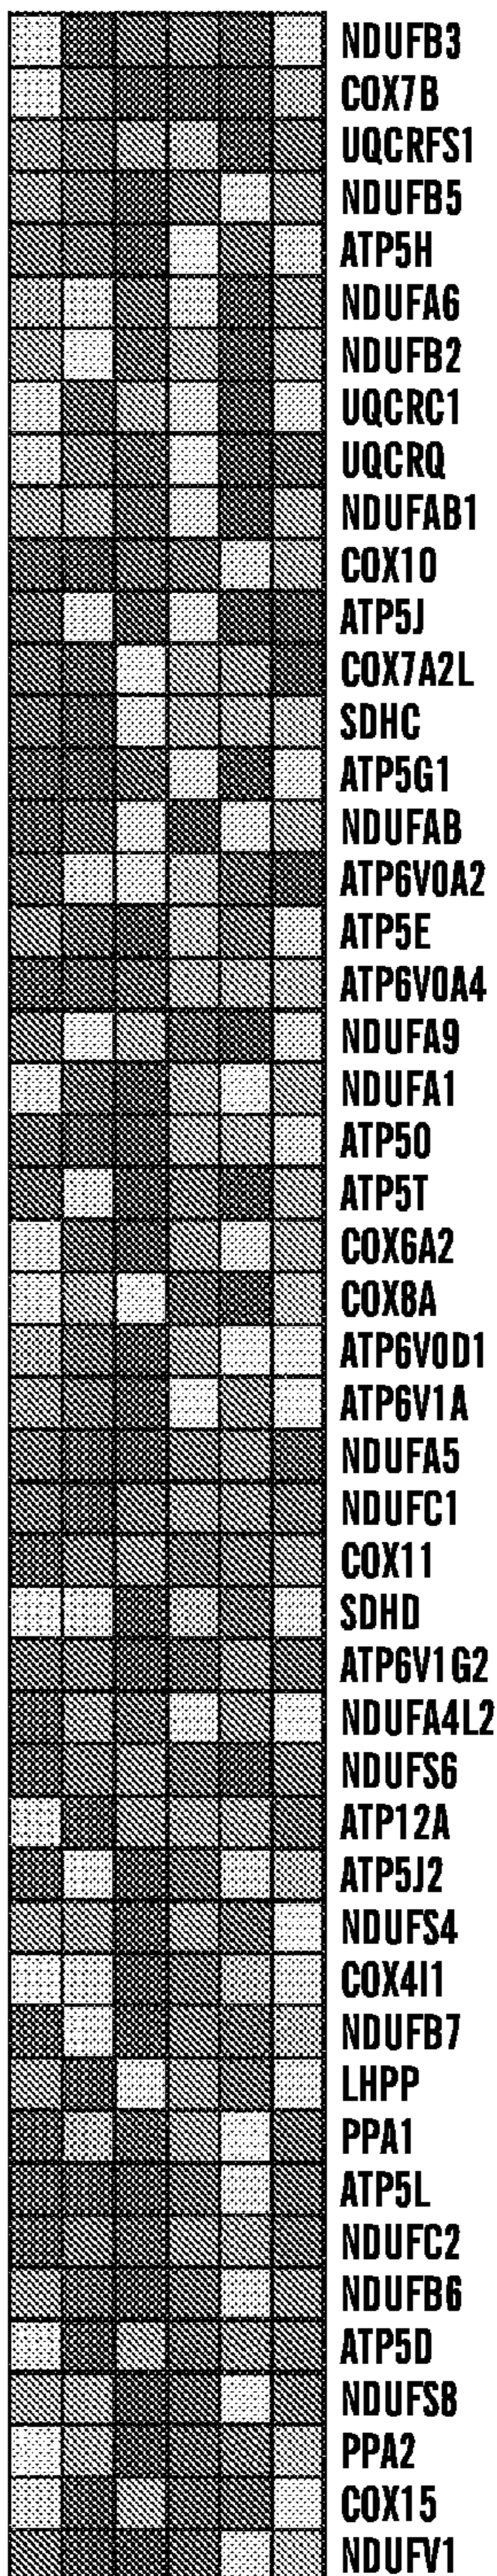 NDUFB3
COX7B
UQCRFS1
NDUFB5
ATP5H
NDUFA6
NDUFB2
UQCRC1
UQCRQ
NDUFAB1
COX10
ATP5J
COX7A2L
SDHC
ATP5G1
NDUFAB
ATP6V0A2
ATP5E
ATP6V0A4
NDUFA9
NDUFA1
ATP5O
ATP5T
COX6A2
COX8A
ATP6V0D1
ATP6V1A
NDUFA5
NDUFC1
COX11
SDHD
ATP6V1G2
NDUFA4L2
NDUFS6
ATP12A
ATP5J2
NDUFS4
COX4I1
NDUFB7
LHPP
PPA1
ATP5L
NDUFC2
NDUFB6
ATP5D
NDUFS8
PPA2
COX15
NDUFV1